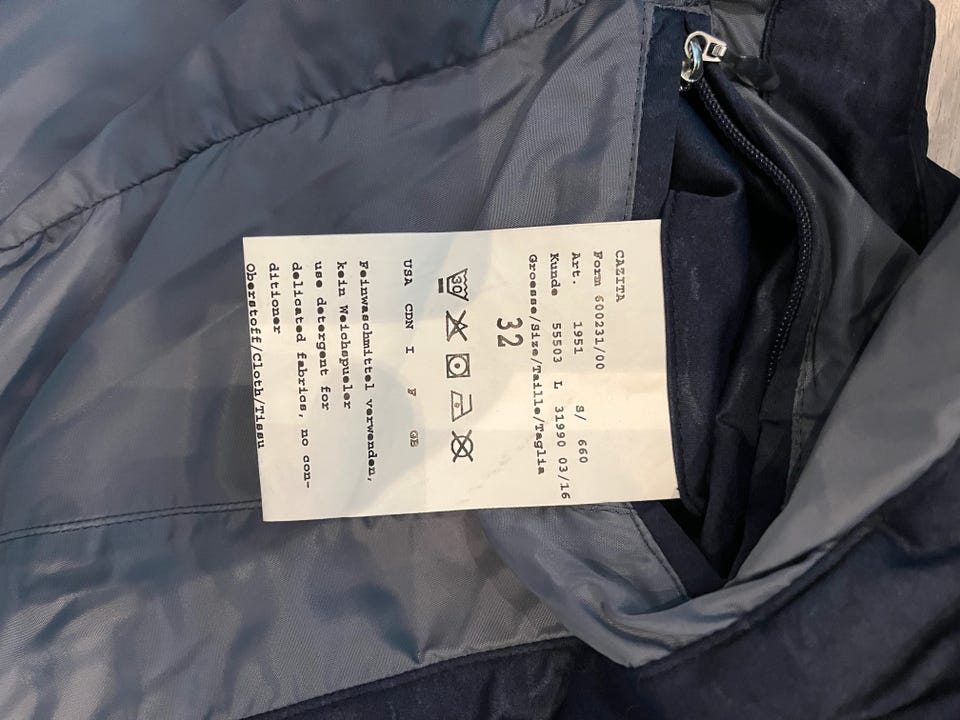 CAZITA
Form 600231/00
Art. 1951 S/ 660
Kunde 55503 L 31990 03/16
Groesse/Size/Taille/Taglia
32
30
USA CDN I F GB
Feinwaschmittel verwenden,
kein Weichspueler
use detergent for
delicated fabrics, no con-
ditioner
Oberstoff/Cloth/Tissu